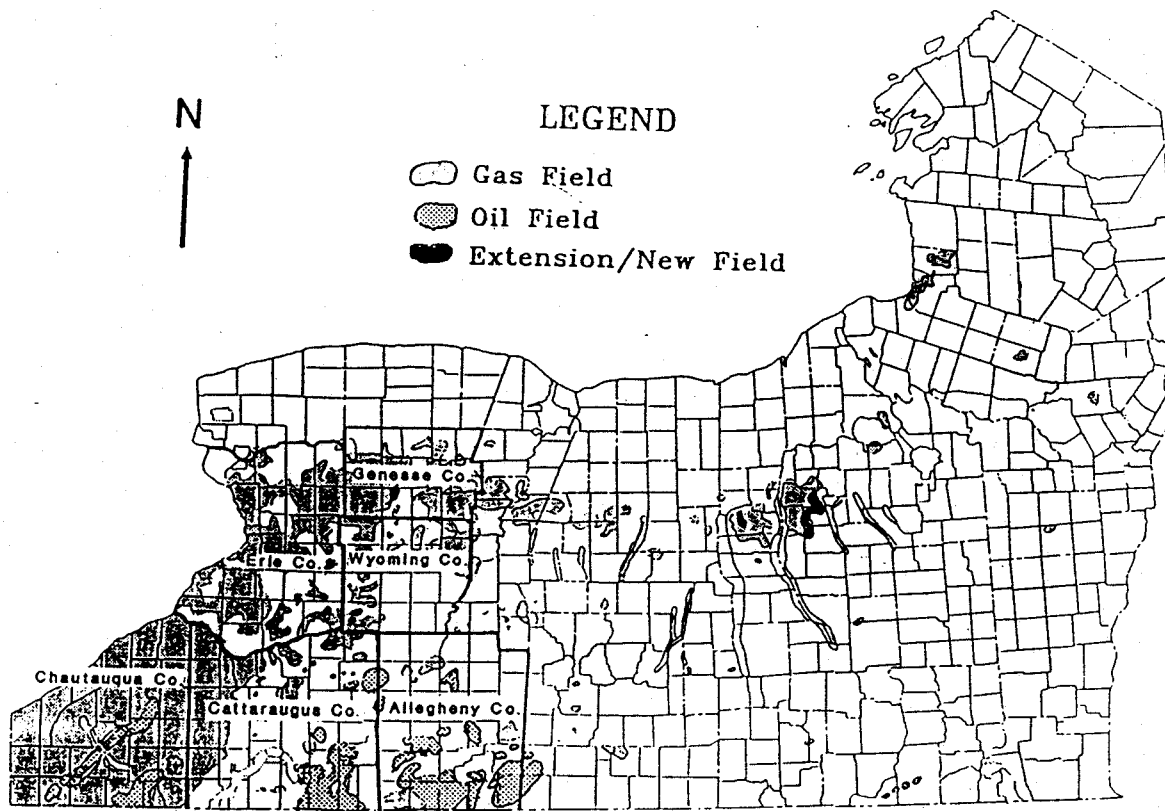 N
LEGEND
Gas Field
Oil Field
Extension/New Field
Genesse Co.
Erie Co.
Wyoming Co.
Chautauqua Co.
Cattaraugus Co.
Allegheny Co.